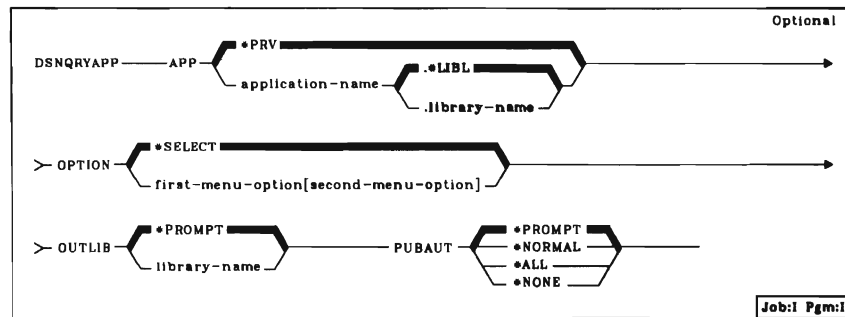 Optional
*PRV
DSNQRYAPP APP
.*LIBL
application-name
.library-name
*SELECT
OPTION
first-menu-option[second-menu-option]
*PROMPT *PROMPT
OUTLIB PUBAUT *NORMAL
library-name *ALL
*NONE
Job:I Pgm:I